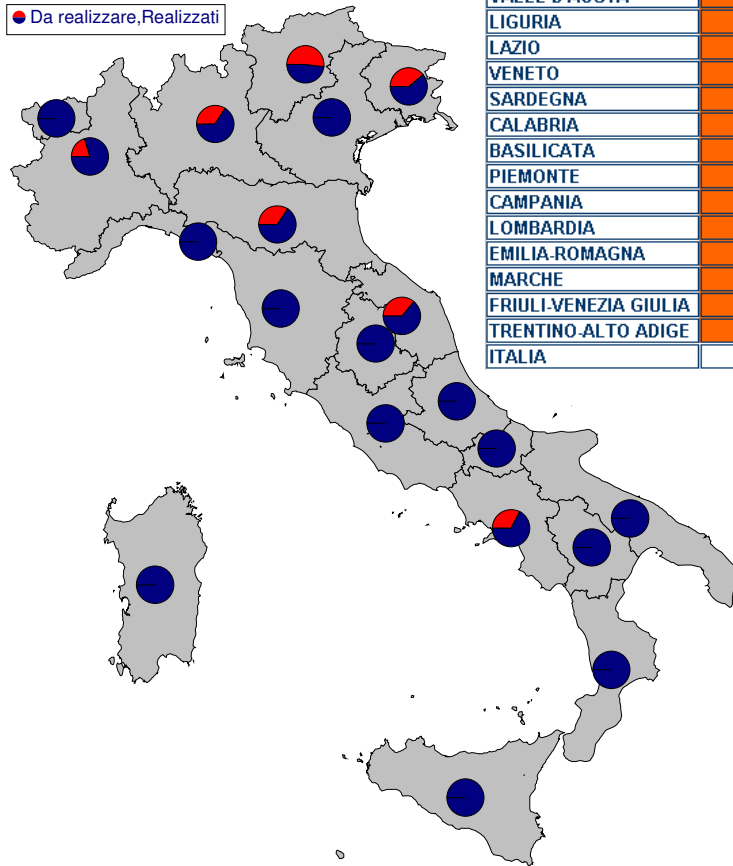 Da realizzare,Realizzati
LIGURIA
LAZIO
VENETO
SARDEGNA
CALABRIA
BASILICATA
PIEMONTE
CAMPANIA
LOMBARDIA
EMILIA-ROMAGNA
MARCHE
FRIULI-VENEZIA GIULIA
TRENTINO-ALTO ADIGE
ITALIA